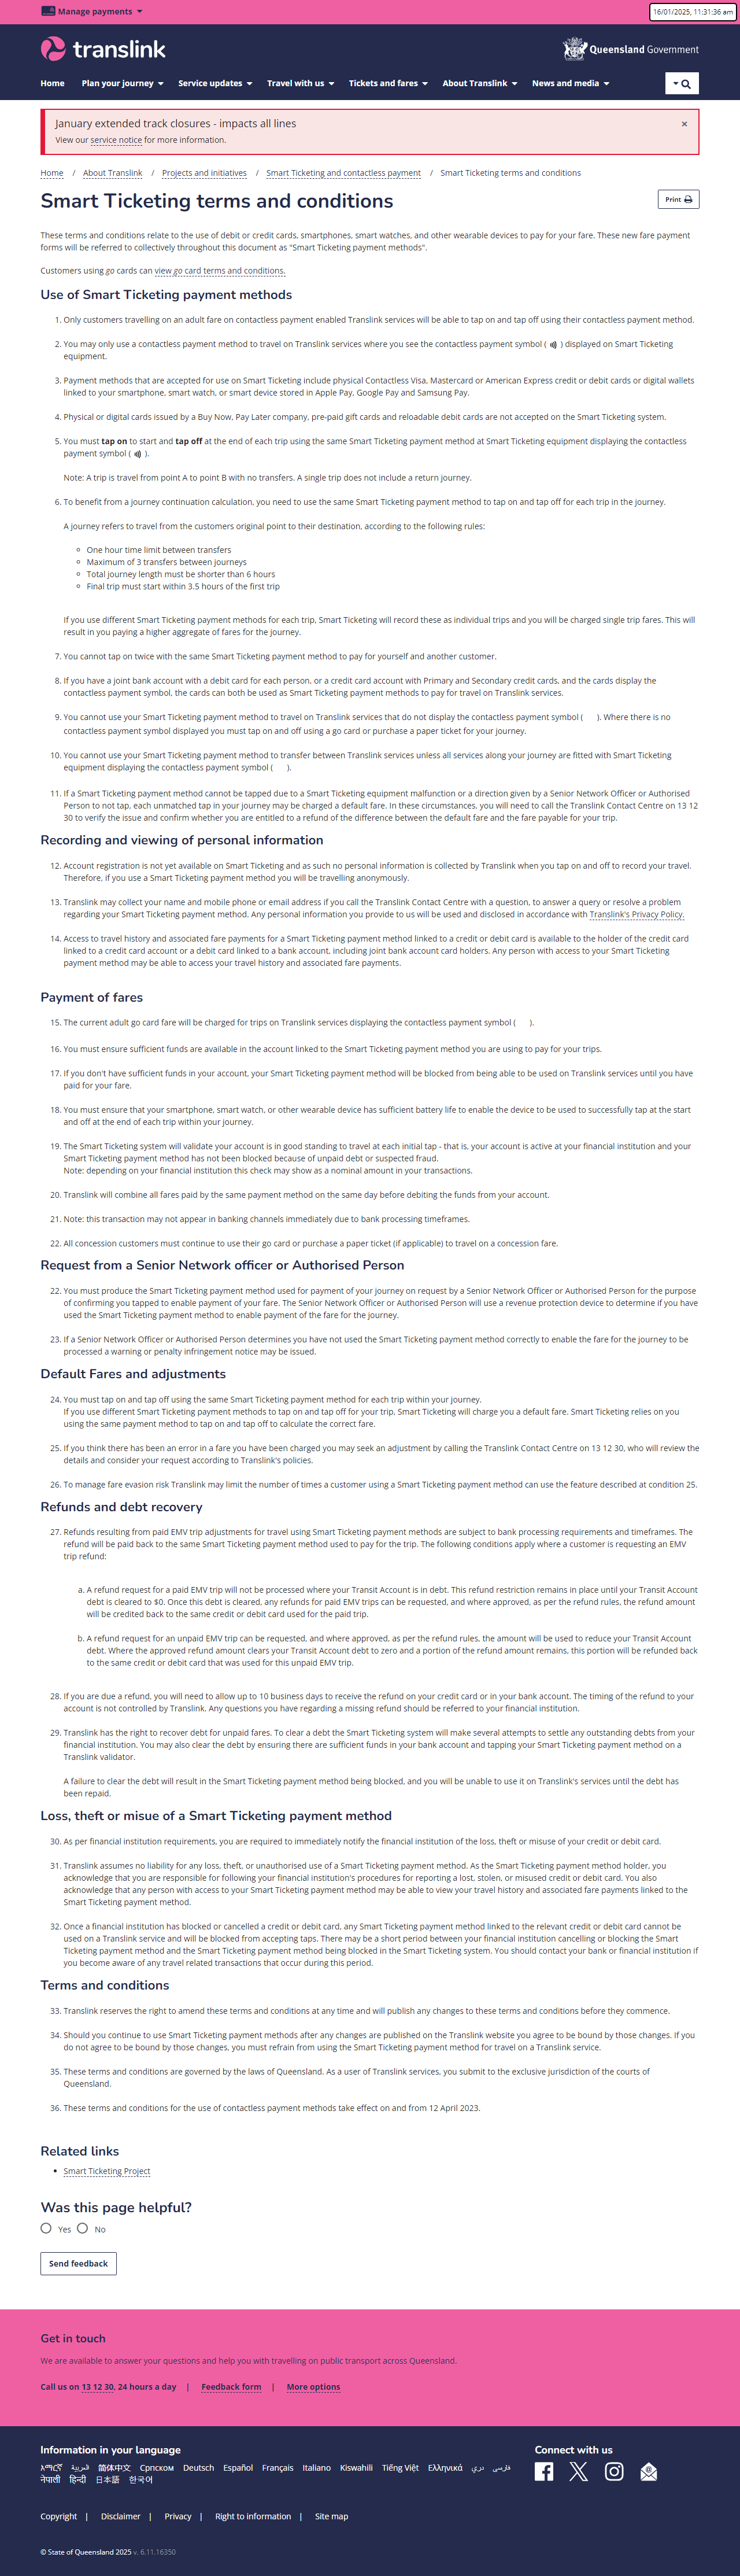 Manage payments
16/01/2025, 11:31:36 am
translink
Queensland Government
Home Plan your journey Service updates Travel with us Tickets and fares About Translink News and media
January extended track closures - impacts all lines ×
View our service notice for more information.
Home / About Translink / Projects and initiatives / Smart Ticketing and contactless payment / Smart Ticketing terms and conditions
Smart Ticketing terms and conditions
Print
These terms and conditions relate to the use of debit or credit cards, smartphones, smart watches, and other wearable devices to pay for your fare. These new fare payment
forms will be referred to collectively throughout this document as "Smart Ticketing payment methods".
Customers using go cards can view go card terms and conditions.
Use of Smart Ticketing payment methods
1. Only customers travelling on an adult fare on contactless payment enabled Translink services will be able to tap on and tap off using their contactless payment method.
2. You may only use a contactless payment method to travel on Translink services where you see the contactless payment symbol ( ) displayed on Smart Ticketing
equipment.
3. Payment methods that are accepted for use on Smart Ticketing include physical Contactless Visa, Mastercard or American Express credit or debit cards or digital wallets
linked to your smartphone, smart watch, or smart device stored in Apple Pay, Google Pay and Samsung Pay.
4. Physical or digital cards issued by a Buy Now, Pay Later company, pre-paid gift cards and reloadable debit cards are not accepted on the Smart Ticketing system.
5. You must tap on to start and tap off at the end of each trip using the same Smart Ticketing payment method at Smart Ticketing equipment displaying the contactless
payment symbol ( ).
Note: A trip is travel from point A to point B with no transfers. A single trip does not include a return journey.
6. To benefit from a journey continuation calculation, you need to use the same Smart Ticketing payment method to tap on and tap off for each trip in the journey.
A journey refers to travel from the customers original point to their destination, according to the following rules:
One hour time limit between transfers
Maximum of 3 transfers between journeys
Total journey length must be shorter than 6 hours
Final trip must start within 3.5 hours of the first trip
If you use different Smart Ticketing payment methods for each trip, Smart Ticketing will record these as individual trips and you will be charged single trip fares. This will
result in you paying a higher aggregate of fares for the journey.
7. You cannot tap on twice with the same Smart Ticketing payment method to pay for yourself and another customer.
8. If you have a joint bank account with a debit card for each person, or a credit card account with Primary and Secondary credit cards, and the cards display the
contactless payment symbol, the cards can both be used as Smart Ticketing payment methods to pay for travel on Translink services.
9. You cannot use your Smart Ticketing payment method to travel on Translink services that do not display the contactless payment symbol ( ). Where there is no
contactless payment symbol displayed you must tap on and off using a go card or purchase a paper ticket for your journey.
10. You cannot use your Smart Ticketing payment method to transfer between Translink services unless all services along your journey are fitted with Smart Ticketing
equipment displaying the contactless payment symbol ( ).
11. If a Smart Ticketing payment method cannot be tapped due to a Smart Ticketing equipment malfunction or a direction given by a Senior Network Officer or Authorised
Person to not tap, each unmatched tap in your journey may be charged a default fare. In these circumstances, you will need to call the Translink Contact Centre on 13 12
30 to verify the issue and confirm whether you are entitled to a refund of the difference between the default fare and the fare payable for your trip.
Recording and viewing of personal information
12. Account registration is not yet available on Smart Ticketing and as such no personal information is collected by Translink when you tap on and tap off to record your travel.
Therefore, if you use a Smart Ticketing payment method you will be travelling anonymously.
13. Translink may collect your name and mobile phone or email address if you call the Translink Contact Centre with a question, to answer a query or resolve a problem
regarding your Smart Ticketing payment method. Any personal information you provide to us will be used and disclosed in accordance with Translink's Privacy Policy.
14. Access to travel history and associated fare payments for a Smart Ticketing payment method linked to a credit or debit card is available to the holder of the credit card
linked to a credit card account or a debit card linked to a bank account, including joint bank account card holders. Any person with access to your Smart Ticketing
payment method may be able to access your travel history and associated fare payments.
Payment of fares
15. The current adult go card fare will be charged for trips on Translink services displaying the contactless payment symbol ( ).
16. You must ensure sufficient funds are available in the account linked to the Smart Ticketing payment method you are using to pay for your trips.
17. If you don't have sufficient funds in your account, your Smart Ticketing payment method will be blocked from being able to be used on Translink services until you have
paid for your fare.
18. You must ensure that your smartphone, smart watch, or other wearable device has sufficient battery life to enable the device to be used to successfully tap at the start
and off at the end of each trip within your journey.
19. The Smart Ticketing system will validate your account is in good standing to travel at each initial tap - that is, your account is active at your financial institution and your
Smart Ticketing payment method has not been blocked because of unpaid debt or suspected fraud.
Note: depending on your financial institution this check may show as a nominal amount in your transactions.
20. Translink will combine all fares paid by the same payment method on the same day before debiting the funds from your account.
21. Note: this transaction may not appear in banking channels immediately due to bank processing timeframes.
22. All concession customers must continue to use their go card or purchase a paper ticket (if applicable) to travel on a concession fare.
Request from a Senior Network officer or Authorised Person
22. You must produce the Smart Ticketing payment method used for payment of your journey on request by a Senior Network Officer or Authorised Person for the purpose
of confirming you tapped to enable payment of your fare. The Senior Network Officer or Authorised Person will use a revenue protection device to determine if you have
used the Smart Ticketing payment method to enable payment of the fare for the journey.
23. If a Senior Network Officer or Authorised Person determines you have not used the Smart Ticketing payment method correctly to enable the fare for the journey to be
processed a warning or penalty infringement notice may be issued.
Default Fares and adjustments
24. You must tap on and tap off using the same Smart Ticketing payment method for each trip within your journey.
If you use different Smart Ticketing payment methods to tap on and tap off for your trip, Smart Ticketing will charge you a default fare. Smart Ticketing relies on you
using the same payment method to tap on and tap off to calculate the correct fare.
25. If you think there has been an error in a fare you have been charged you may seek an adjustment by calling the Translink Contact Centre on 13 12 30, who will review the
details and consider your request according to Translink's policies.
26. To manage fare evasion risk Translink may limit the number of times a customer using a Smart Ticketing payment method can use the feature described at condition 25.
Refunds and debt recovery
27. Refunds resulting from paid EMV trip adjustments for travel using Smart Ticketing payment methods are subject to bank processing requirements and timeframes. The
refund will be paid back to the same Smart Ticketing payment method used to pay for the trip. The following conditions apply where a customer is requesting an EMV
trip refund:
a. A refund request for a paid EMV trip will not be processed where your Transit Account is in debt. This refund restriction remains in place until your Transit Account
debt is cleared to $0. Once this debt is cleared, any refunds for paid EMV trips can be requested, and where approved, as per the refund rules, the refund amount
will be credited back to the same credit or debit card used for the paid trip.
b. A refund request for an unpaid EMV trip can be requested, and where approved, as per the refund rules, the amount will be used to reduce your Transit Account
debt. Where the approved refund amount clears your Transit Account debt to zero and a portion of the refund amount remains, this portion will be refunded back
to the same credit or debit card that was used for this unpaid EMV trip.
28. If you are due a refund, you will need to allow up to 10 business days to receive the refund on your credit card or in your bank account. The timing of the refund to your
account is not controlled by Translink. Any questions you have regarding a missing refund should be referred to your financial institution.
29. Translink has the right to recover debt for unpaid fares. To clear a debt the Smart Ticketing system will make several attempts to settle any outstanding debts from your
financial institution. You may also clear the debt by ensuring there are sufficient funds in your bank account and tapping your Smart Ticketing payment method on a
Translink validator.
A failure to clear the debt will result in the Smart Ticketing payment method being blocked, and you will be unable to use it on Translink's services until the debt has
been repaid.
Loss, theft or misue of a Smart Ticketing payment method
30. As per financial institution requirements, you are required to immediately notify the financial institution of the loss, theft or misuse of your credit or debit card.
31. Translink assumes no liability for any loss, theft, or unauthorised use of a Smart Ticketing payment method. As the Smart Ticketing payment method holder, you
acknowledge that you are responsible for following your financial institution's procedures for reporting a lost, stolen, or misused credit or debit card. You also
acknowledge that any person with access to your Smart Ticketing payment method may be able to view your travel history and associated fare payments linked to the
Smart Ticketing payment method.
32. Once a financial institution has blocked or cancelled a credit or debit card, any Smart Ticketing payment method linked to the relevant credit or debit card cannot be
used on a Translink service and will be blocked from accepting taps. There may be a short period between your financial institution cancelling or blocking the Smart
Ticketing payment method and the Smart Ticketing payment method being blocked in the Smart Ticketing system. You should contact your bank or financial institution if
you become aware of any travel related transactions that occur during this period.
Terms and conditions
33. Translink reserves the right to amend these terms and conditions at any time and will publish any changes to these terms and conditions before they commence.
34. Should you continue to use Smart Ticketing payment methods after any changes are published on the Translink website you agree to be bound by those changes. If you
do not agree to be bound by those changes, you must refrain from using the Smart Ticketing payment method for travel on a Translink service.
35. These terms and conditions are governed by the laws of Queensland. As a user of Translink services, you submit to the exclusive jurisdiction of the courts of
Queensland.
36. These terms and conditions for the use of contactless payment methods take effect on and from 12 April 2023.
Related links
Smart Ticketing Project
Was this page helpful?
Yes No
Send feedback
Get in touch
We are available to answer your questions and help you with travelling on public transport across Queensland.
Call us on 13 12 30, 24 hours a day | Feedback form | More options
Information in your language
Connect with us
አማርኛ العربية 简体中文 Српском Deutsch Español Français Italiano Kiswahili Tiếng Việt Ελληνικά دري فارسی
नेपाली हिन्दी 日本語 한국어
Copyright | Disclaimer | Privacy | Right to information | Site map
© State of Queensland 2025 v. 6.11.16350